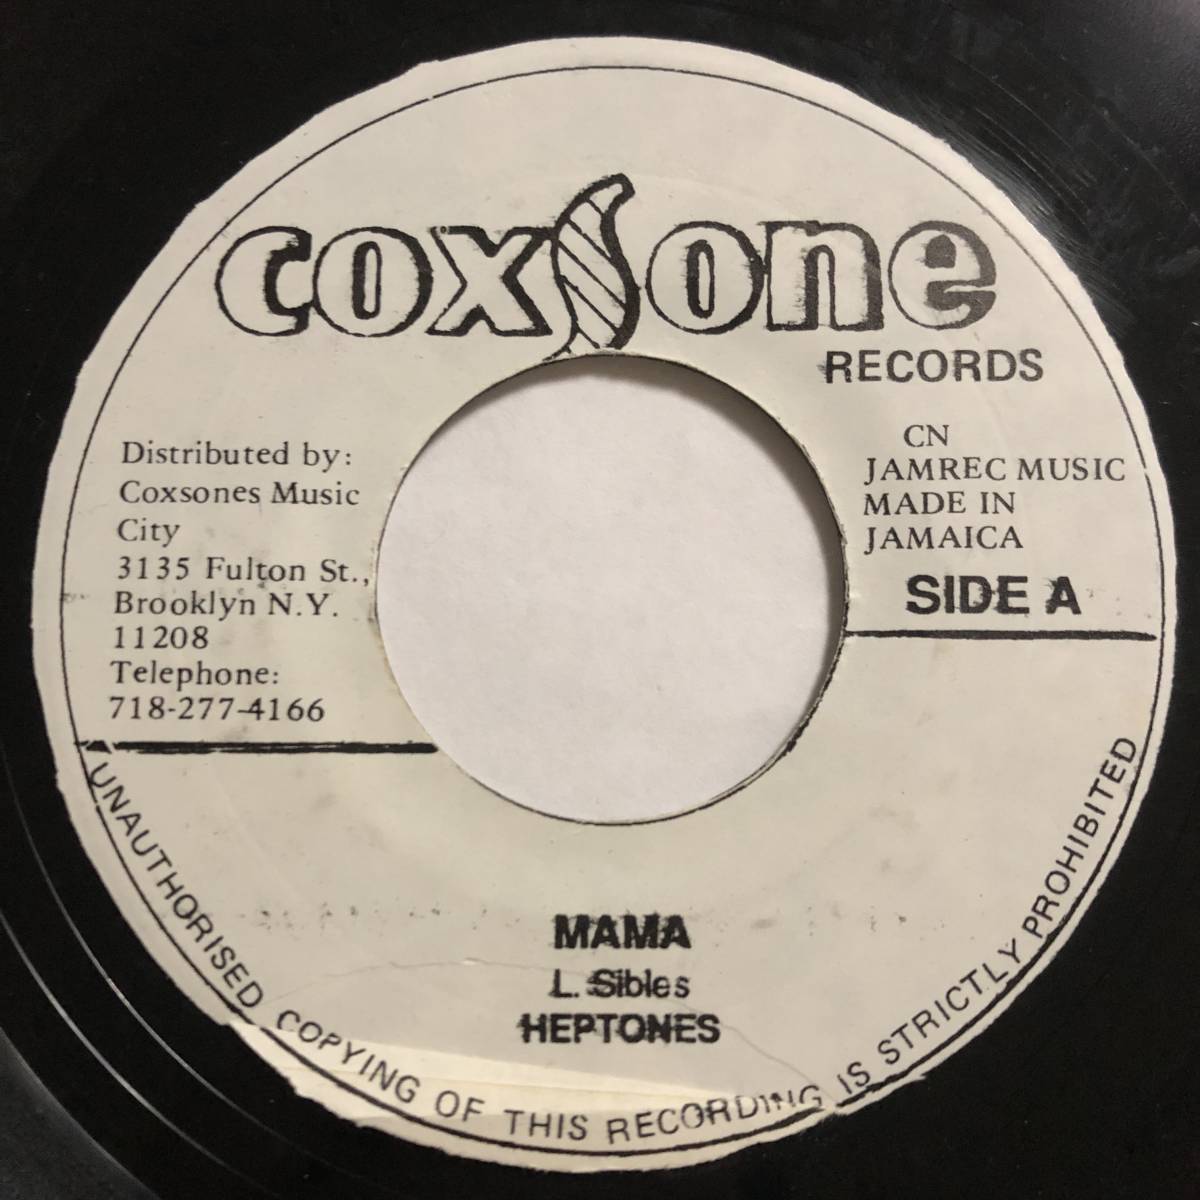 coxsone
RECORDS
Distributed by:
Coxsones Music
City
3135 Fulton St.,
Brooklyn N.Y.
11208
Telephone:
718-277-4166
CN
JAMREC MUSIC
MADE IN
JAMAICA
SIDE A
MAMA
L. Sibles
HEPTONES
UNAUTHORISED COPYING OF THIS RECORDING IS STRICTLY PROHIBITED